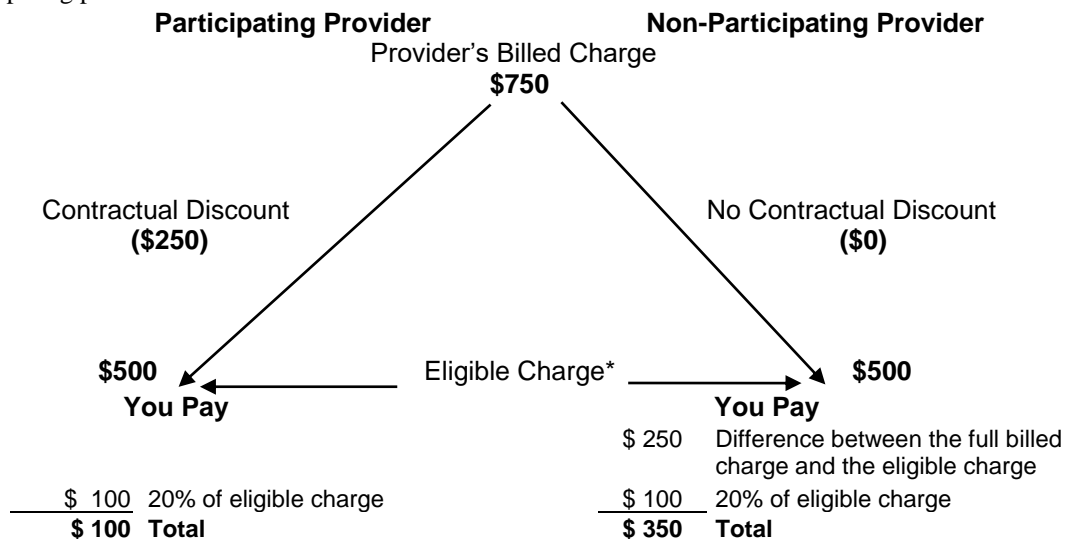 Participating Provider Non-Participating Provider
Provider's Billed Charge
$750
Contractual Discount No Contractual Discount
($250) ($0)
$500 Eligible Charge* $500
You Pay You Pay
$ 250 Difference between the full billed
charge and the eligible charge
$ 100 20% of eligible charge $ 100 20% of eligible charge
$ 100 Total $ 350 Total